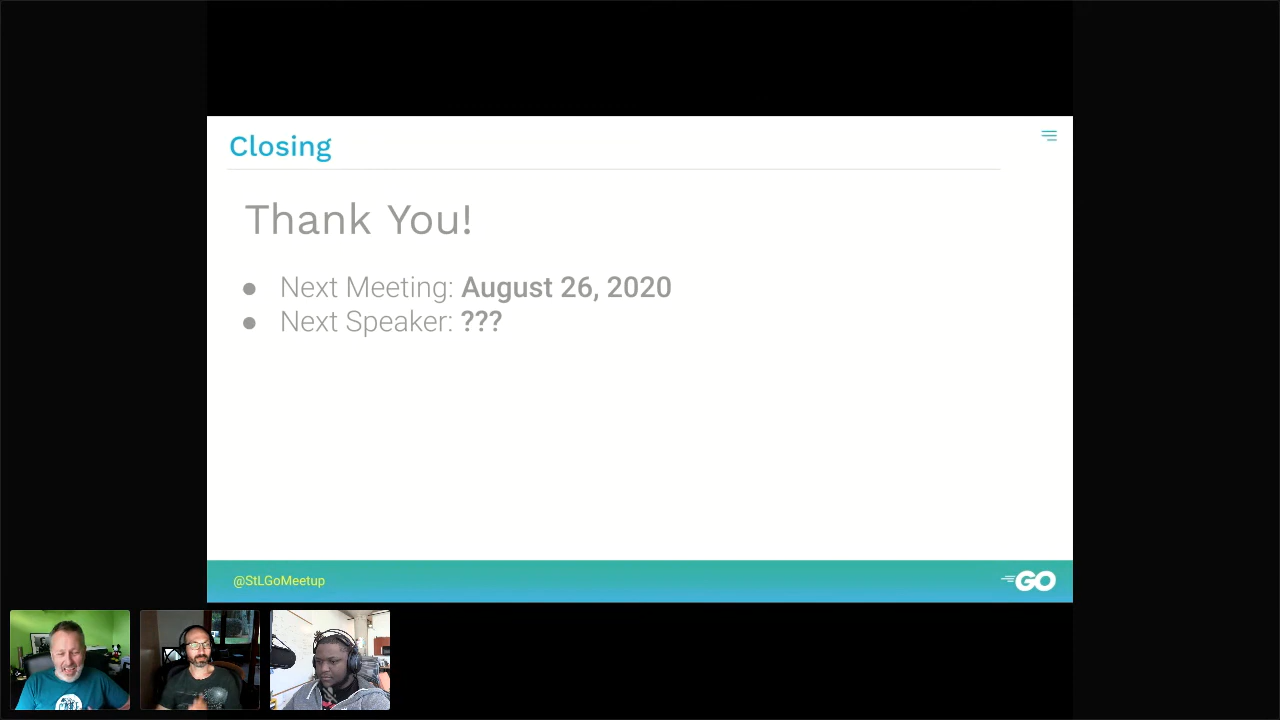 Closing
Thank You!
● Next Meeting: August 26, 2020
● Next Speaker: ???
@StLGoMeetup
GO